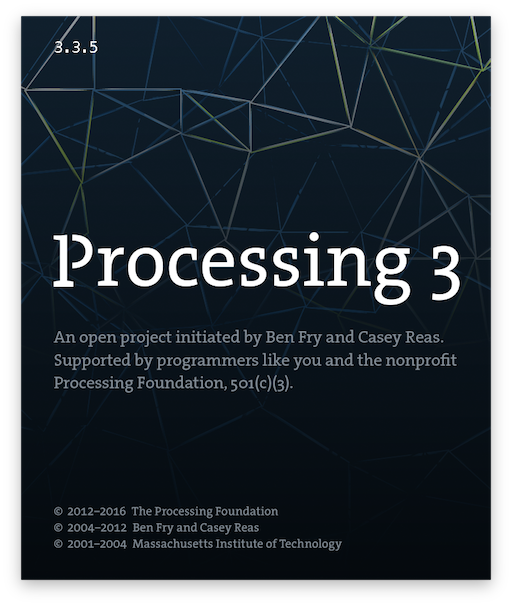 3.3.5
Processing 3
An open project initiated by Ben Fry and Casey Reas.
Supported by programmers like you and the nonprofit
Processing Foundation, 501(c)(3).
© 2012–2016 The Processing Foundation
© 2004–2012 Ben Fry and Casey Reas
© 2001–2004 Massachusetts Institute of Technology